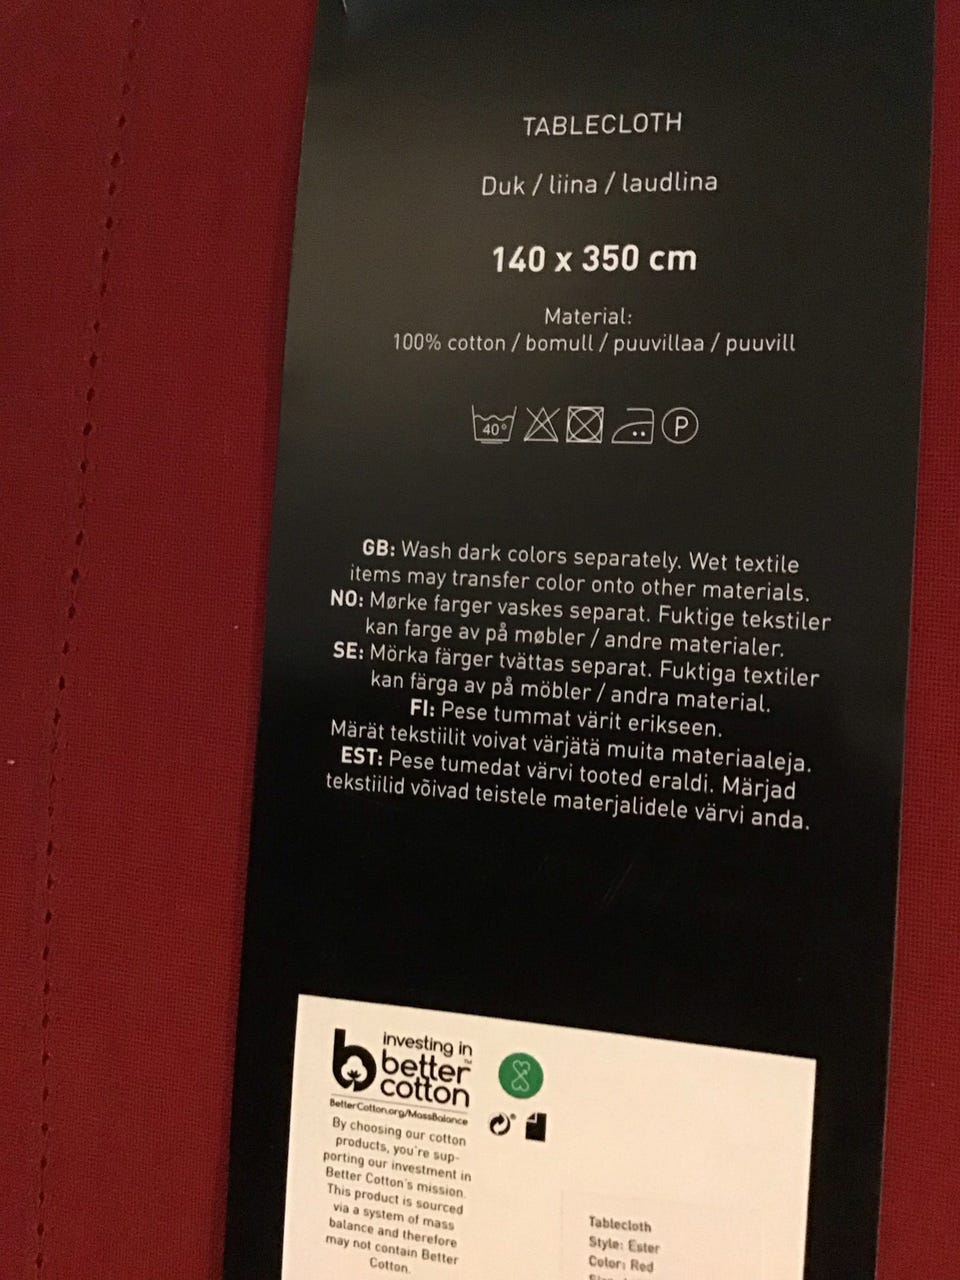 TABLECLOTH
Duk / liina / laudlina
140 x 350 cm
Material:
100% cotton / bomull / puuvillaa / puuvill
40°
P
GB: Wash dark colors separately. Wet textile
items may transfer color onto other materials.
NO: Mørke farger vaskes separat. Fuktige tekstiler
kan farge av på møbler / andre materialer.
SE: Mörka färger tvättas separat. Fuktiga textiler
kan färga av på möbler / andra material.
FI: Pese tummat värit erikseen.
Märät tekstiilit voivat värjätä muita materiaaleja.
EST: Pese tumedat värvi tooted eraldi. Märjad
tekstiilid võivad teistele materjalidele värvi anda.
investing in
better™
cotton
BetterCotton.org/MassBalance
By choosing our cotton
products, you're sup-
porting our investment in
Better Cotton's mission.
This product is sourced
via a system of mass
balance and therefore
may not contain Better
Cotton.
Tablecloth
Style: Ester
Color: Red